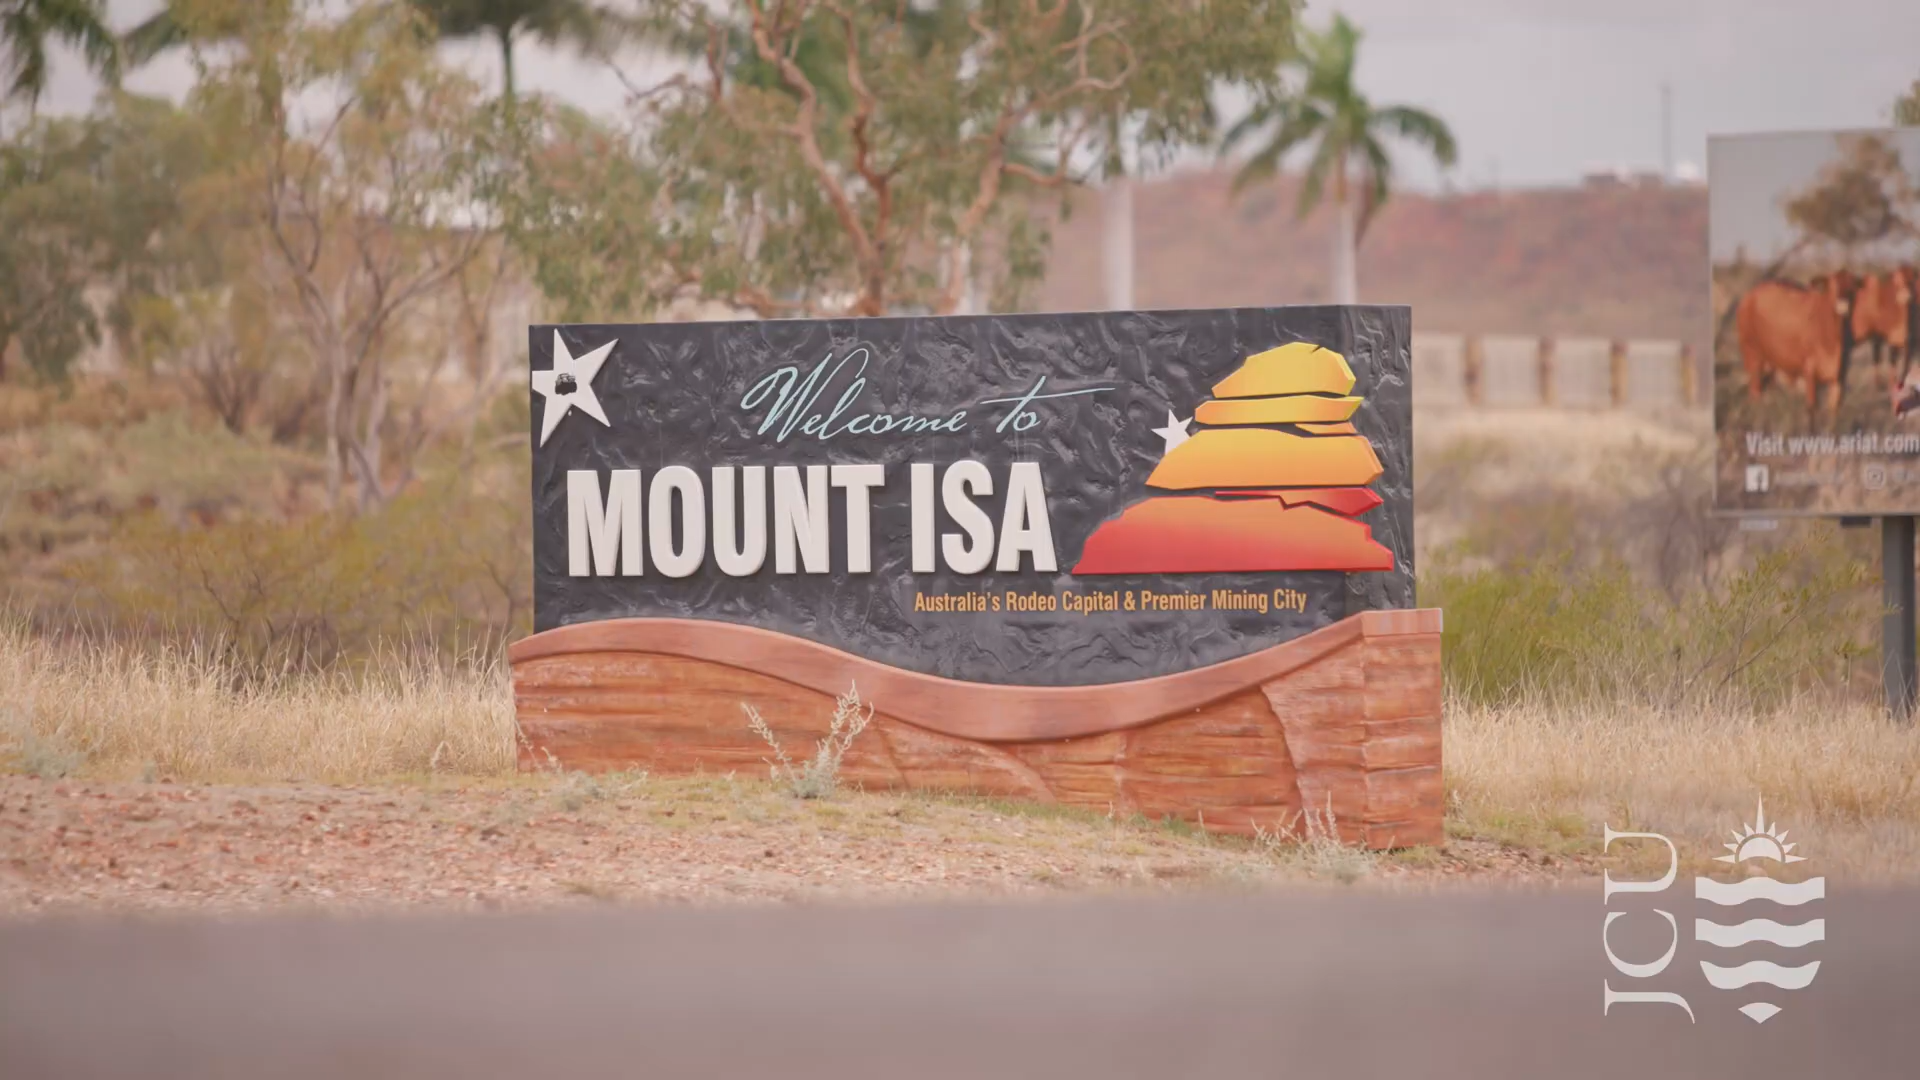 Welcome to
MOUNT ISA
Australia's Rodeo Capital & Premier Mining City
Visit www.ariat.com
JCU